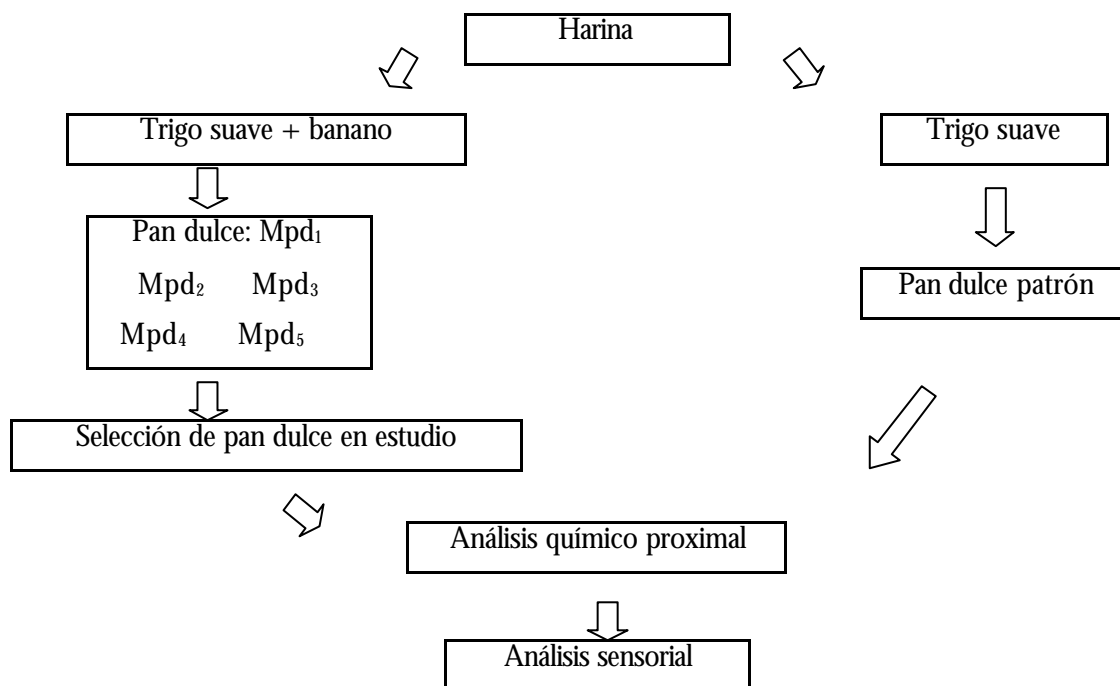 Harina
Trigo suave + banano
Trigo suave
Pan dulce: Mpd₁
Mpd₂ Mpd₃
Pan dulce patrón
Mpd₄ Mpd₅
Selección de pan dulce en estudio
Análisis químico proximal
Análisis sensorial